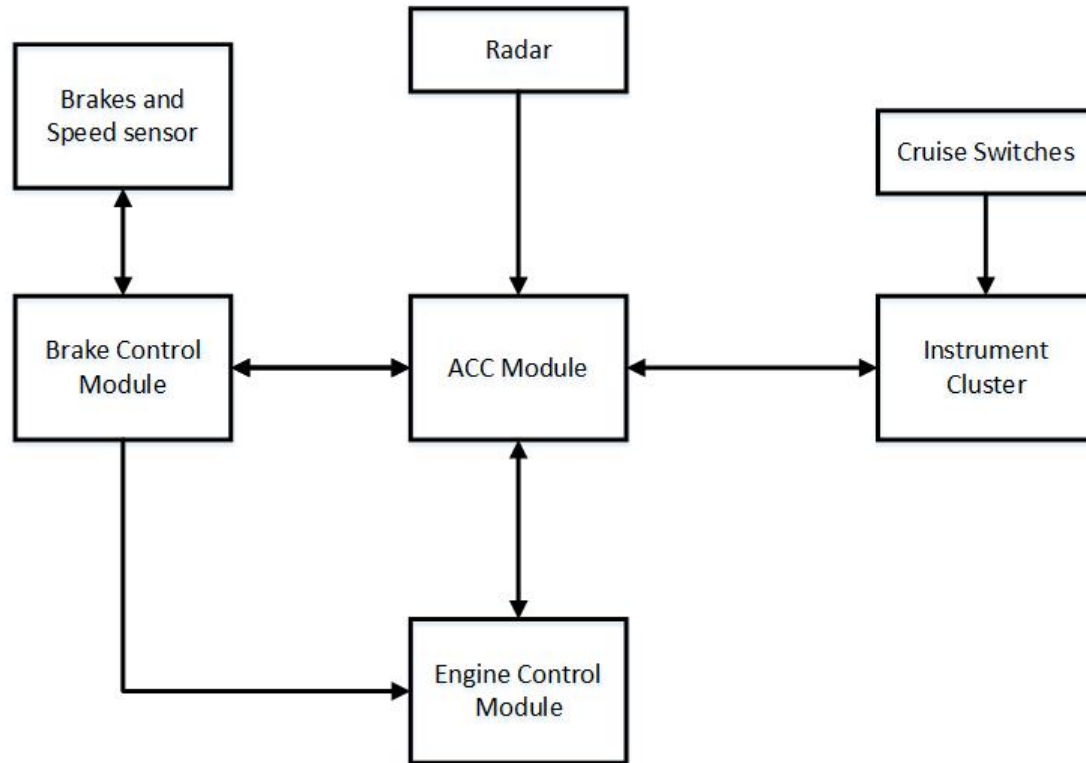 Radar
Brakes and
Speed sensor
Cruise Switches
Brake Control
Module
ACC Module
Instrument
Cluster
Engine Control
Module